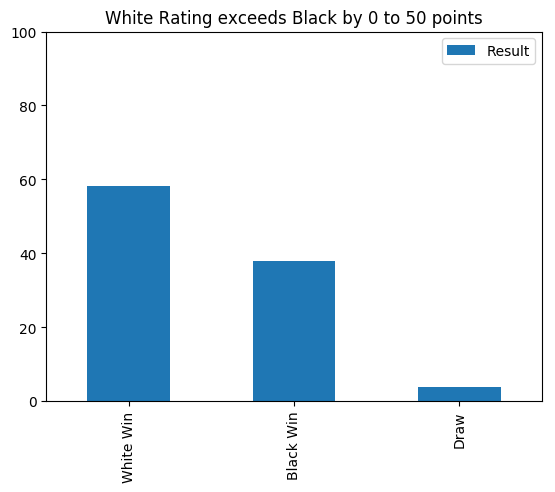 White Rating exceeds Black by 0 to 50 points
Result
100
80
60
40
20
0
White Win
Black Win
Draw